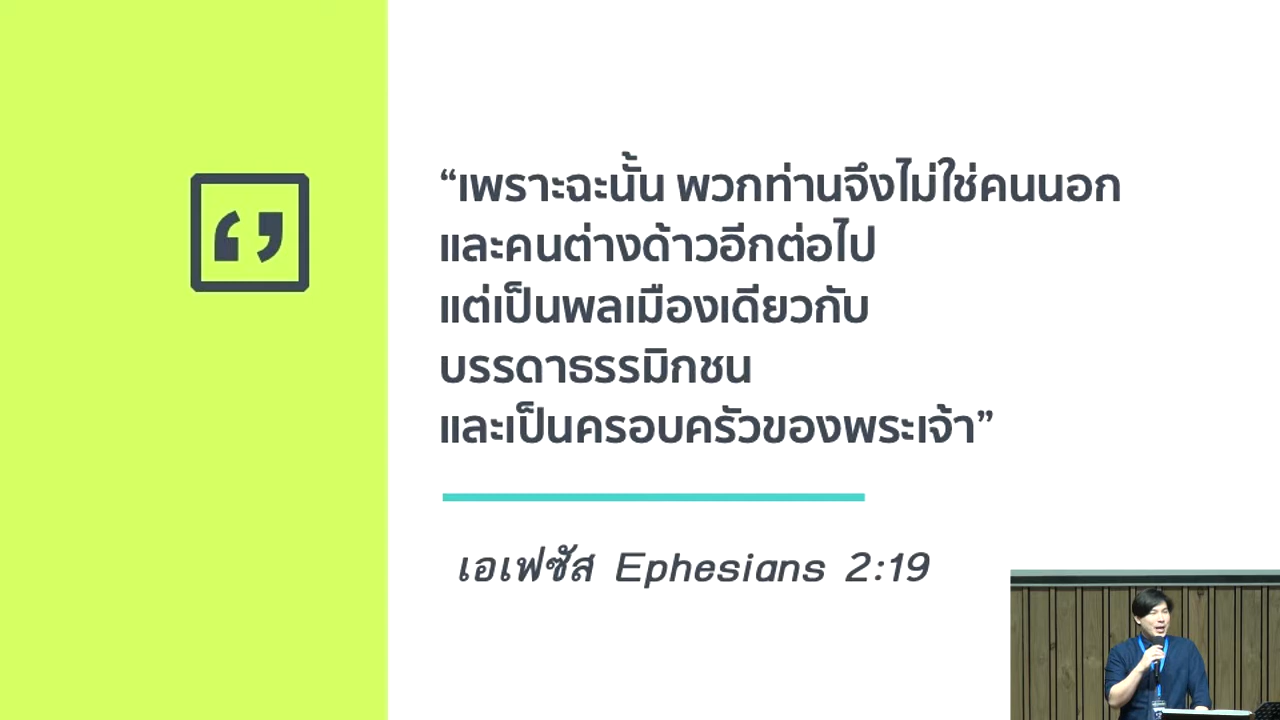 “เพราะฉะนั้น พวกท่านจึงไม่ใช่คนนอก
และคนต่างด้าวอีกต่อไป
แต่เป็นพลเมืองเดียวกับ
บรรดาธรรมิกชน
และเป็นครอบครัวของพระเจ้า”
เอเฟซัส Ephesians 2:19